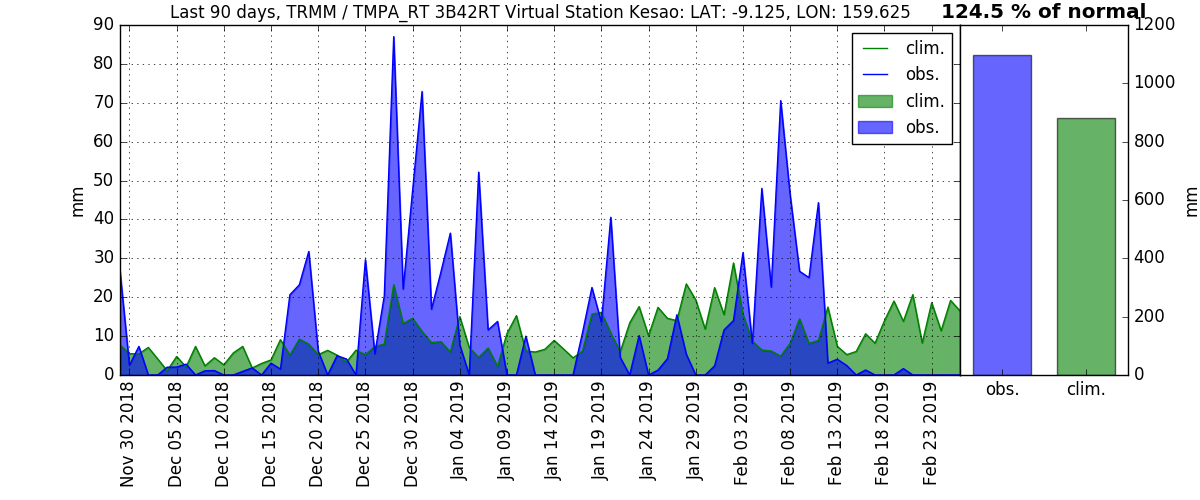 Last 90 days, TRMM / TMPA_RT 3B42RT Virtual Station Kesao: LAT: -9.125, LON: 159.625
124.5 % of normal
90
80
70
60
50
40
30
20
10
0
mm
clim.
obs.
clim.
obs.
1200
1000
800
600
400
200
0
mm
Nov 30 2018
Dec 05 2018
Dec 10 2018
Dec 15 2018
Dec 20 2018
Dec 25 2018
Dec 30 2018
Jan 04 2019
Jan 09 2019
Jan 14 2019
Jan 19 2019
Jan 24 2019
Jan 29 2019
Feb 03 2019
Feb 08 2019
Feb 13 2019
Feb 18 2019
Feb 23 2019
obs.
clim.